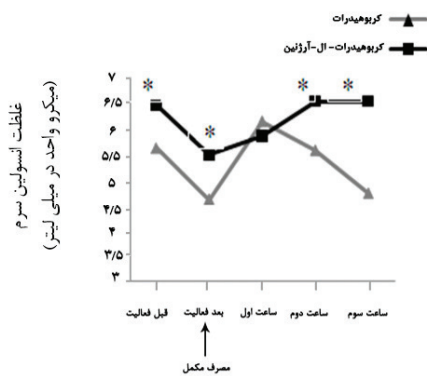 کربوهیدرات
کربوهیدرات-ال-آرژنین
غلظت انسولین سرم
(میکرو واحد در میلی لیتر)
۷
۶/۵
۶
۵/۵
۵
۴/۵
۴
۳/۵
۳
* * * *
قبل فعالیت
بعد فعالیت
ساعت اول
ساعت دوم
ساعت سوم
مصرف مکمل